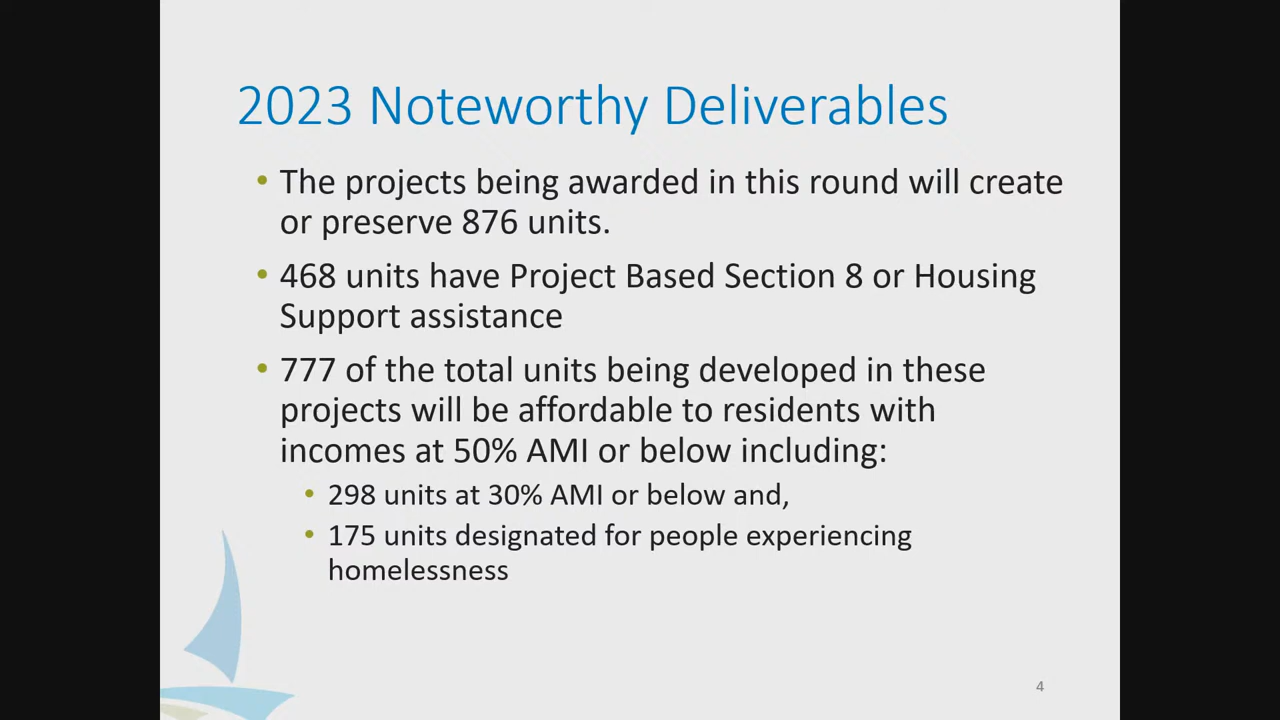 2023 Noteworthy Deliverables
• The projects being awarded in this round will create
or preserve 876 units.
• 468 units have Project Based Section 8 or Housing
Support assistance
• 777 of the total units being developed in these
projects will be affordable to residents with
incomes at 50% AMI or below including:
• 298 units at 30% AMI or below and,
• 175 units designated for people experiencing
homelessness
4